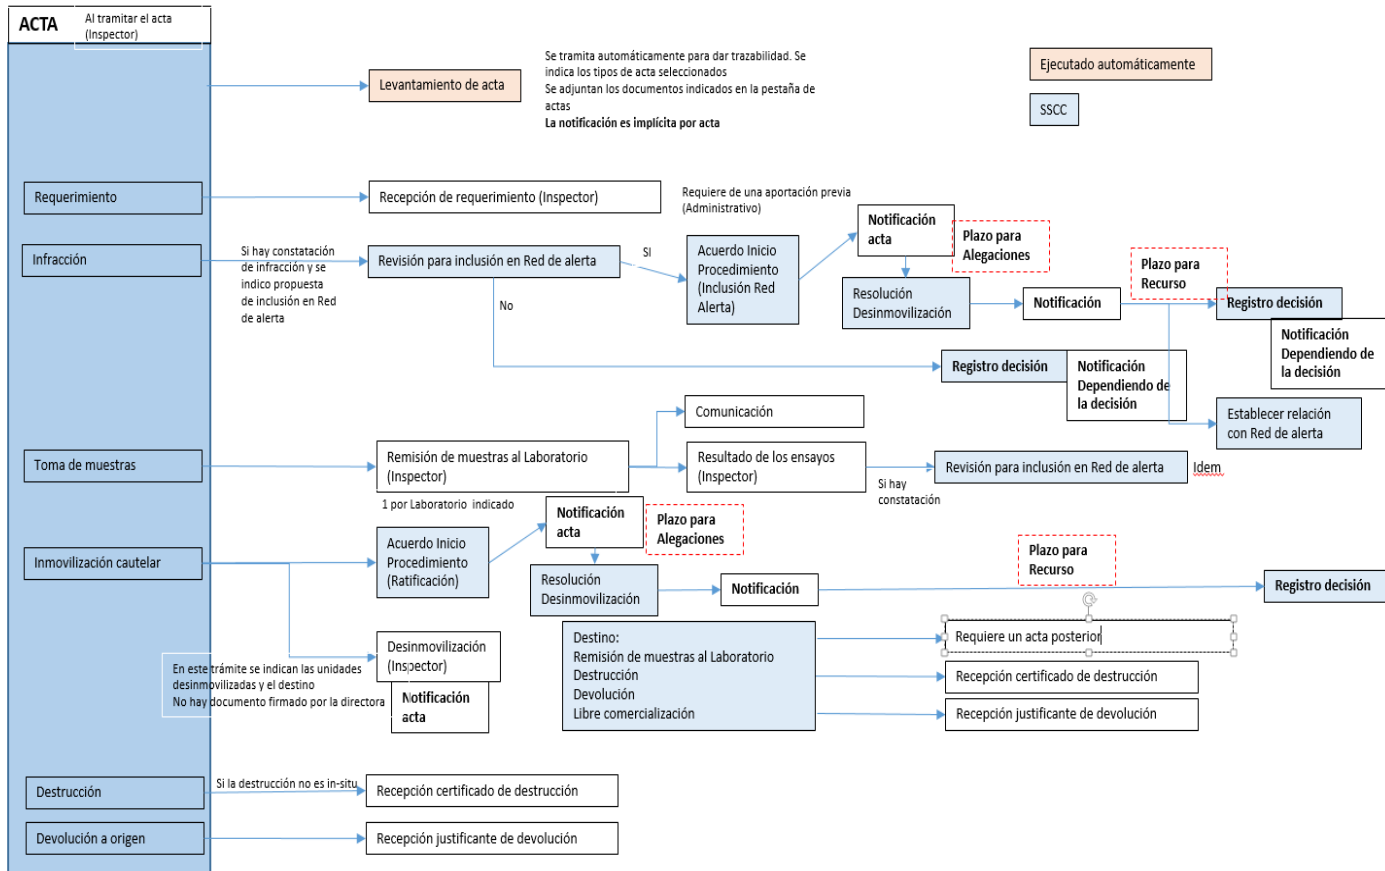 ACTA
Al tramitar el acta
(Inspector)
Levantamiento de acta
Se tramita automáticamente para dar trazabilidad. Se
indica los tipos de acta seleccionados
Se adjuntan los documentos indicados en la pestaña de
actas
La notificación es implícita por acta
Ejecutado automáticamente
SSCC
Requerimiento
Recepción de requerimiento (Inspector)
Requiere de una aportación previa
(Administrativo)
Infracción
Si hay constatación
de infracción y se
indico propuesta
de inclusión en Red
de alerta
Revisión para inclusión en Red de alerta
SI
No
Acuerdo Inicio
Procedimiento
(Inclusión Red
Alerta)
Notificación
acta
Plazo para
Alegaciones
Resolución
Desinmovilización
Notificación
Plazo para
Recurso
Registro decisión
Notificación
Dependiendo de
la decisión
Registro decisión
Notificación
Dependiendo de
la decisión
Establecer relación
con Red de alerta
Toma de muestras
Remisión de muestras al Laboratorio
(Inspector)
1 por Laboratorio indicado
Comunicación
Resultado de los ensayos
(Inspector)
Si hay
constatación
Revisión para inclusión en Red de alerta
Idem
Inmovilización cautelar
Acuerdo Inicio
Procedimiento
(Ratificación)
Notificación
acta
Plazo para
Alegaciones
Resolución
Desinmovilización
Notificación
Plazo para
Recurso
Registro decisión
Desinmovilización
(Inspector)
Notificación
acta
En este trámite se indican las unidades
desinmovilizadas y el destino
No hay documento firmado por la directora
Destino:
Remisión de muestras al Laboratorio
Destrucción
Devolución
Libre comercialización
Requiere un acta posterior
Recepción certificado de destrucción
Recepción justificante de devolución
Destrucción
Si la destrucción no es in-situ
Recepción certificado de destrucción
Devolución a origen
Recepción justificante de devolución